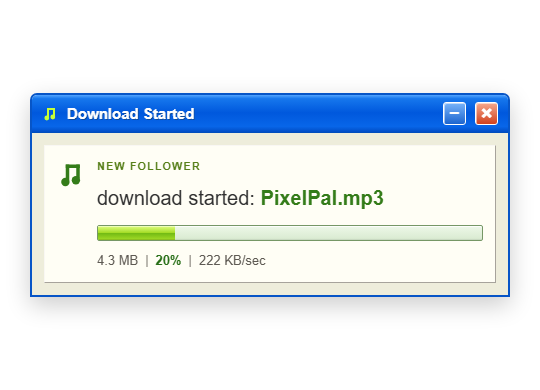 Download Started
NEW FOLLOWER
download started: PixelPal.mp3
4.3 MB | 20% | 222 KB/sec